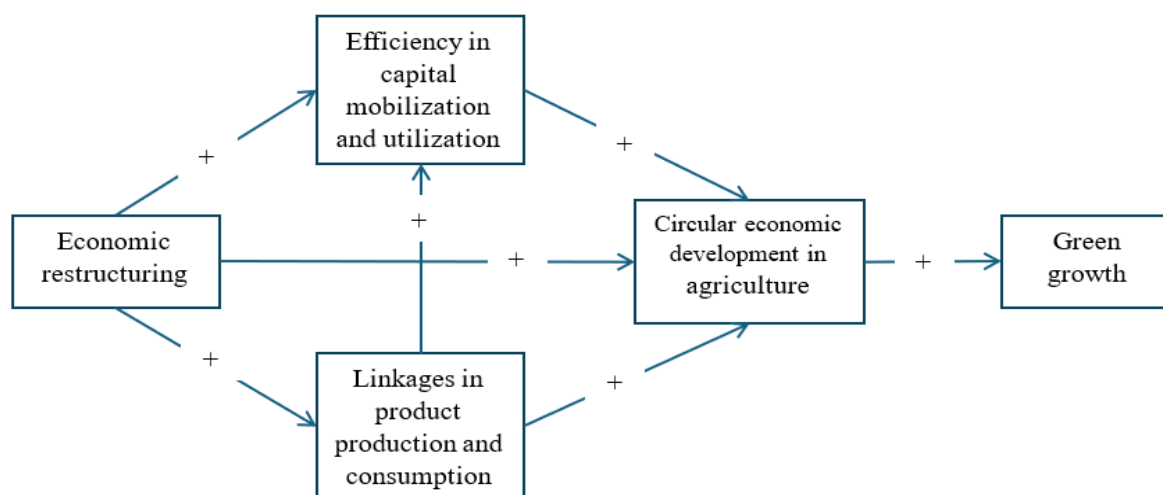 Efficiency in
capital
mobilization
and utilization
+
+
+
Economic
restructuring
+
Circular economic
development in
agriculture
+
Green
growth
+
+
Linkages in
product
production and
consumption